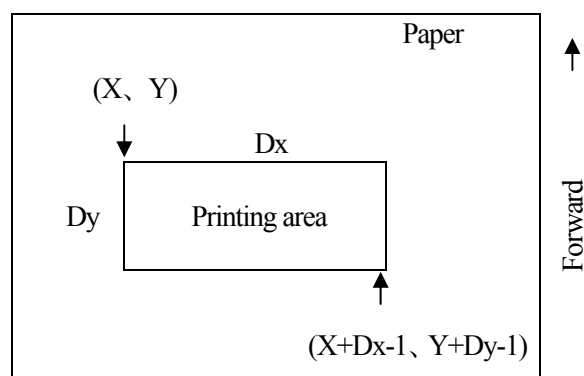 Paper
(X、Y)
Dx
Dy
Printing area
Forward
(X+Dx-1、Y+Dy-1)